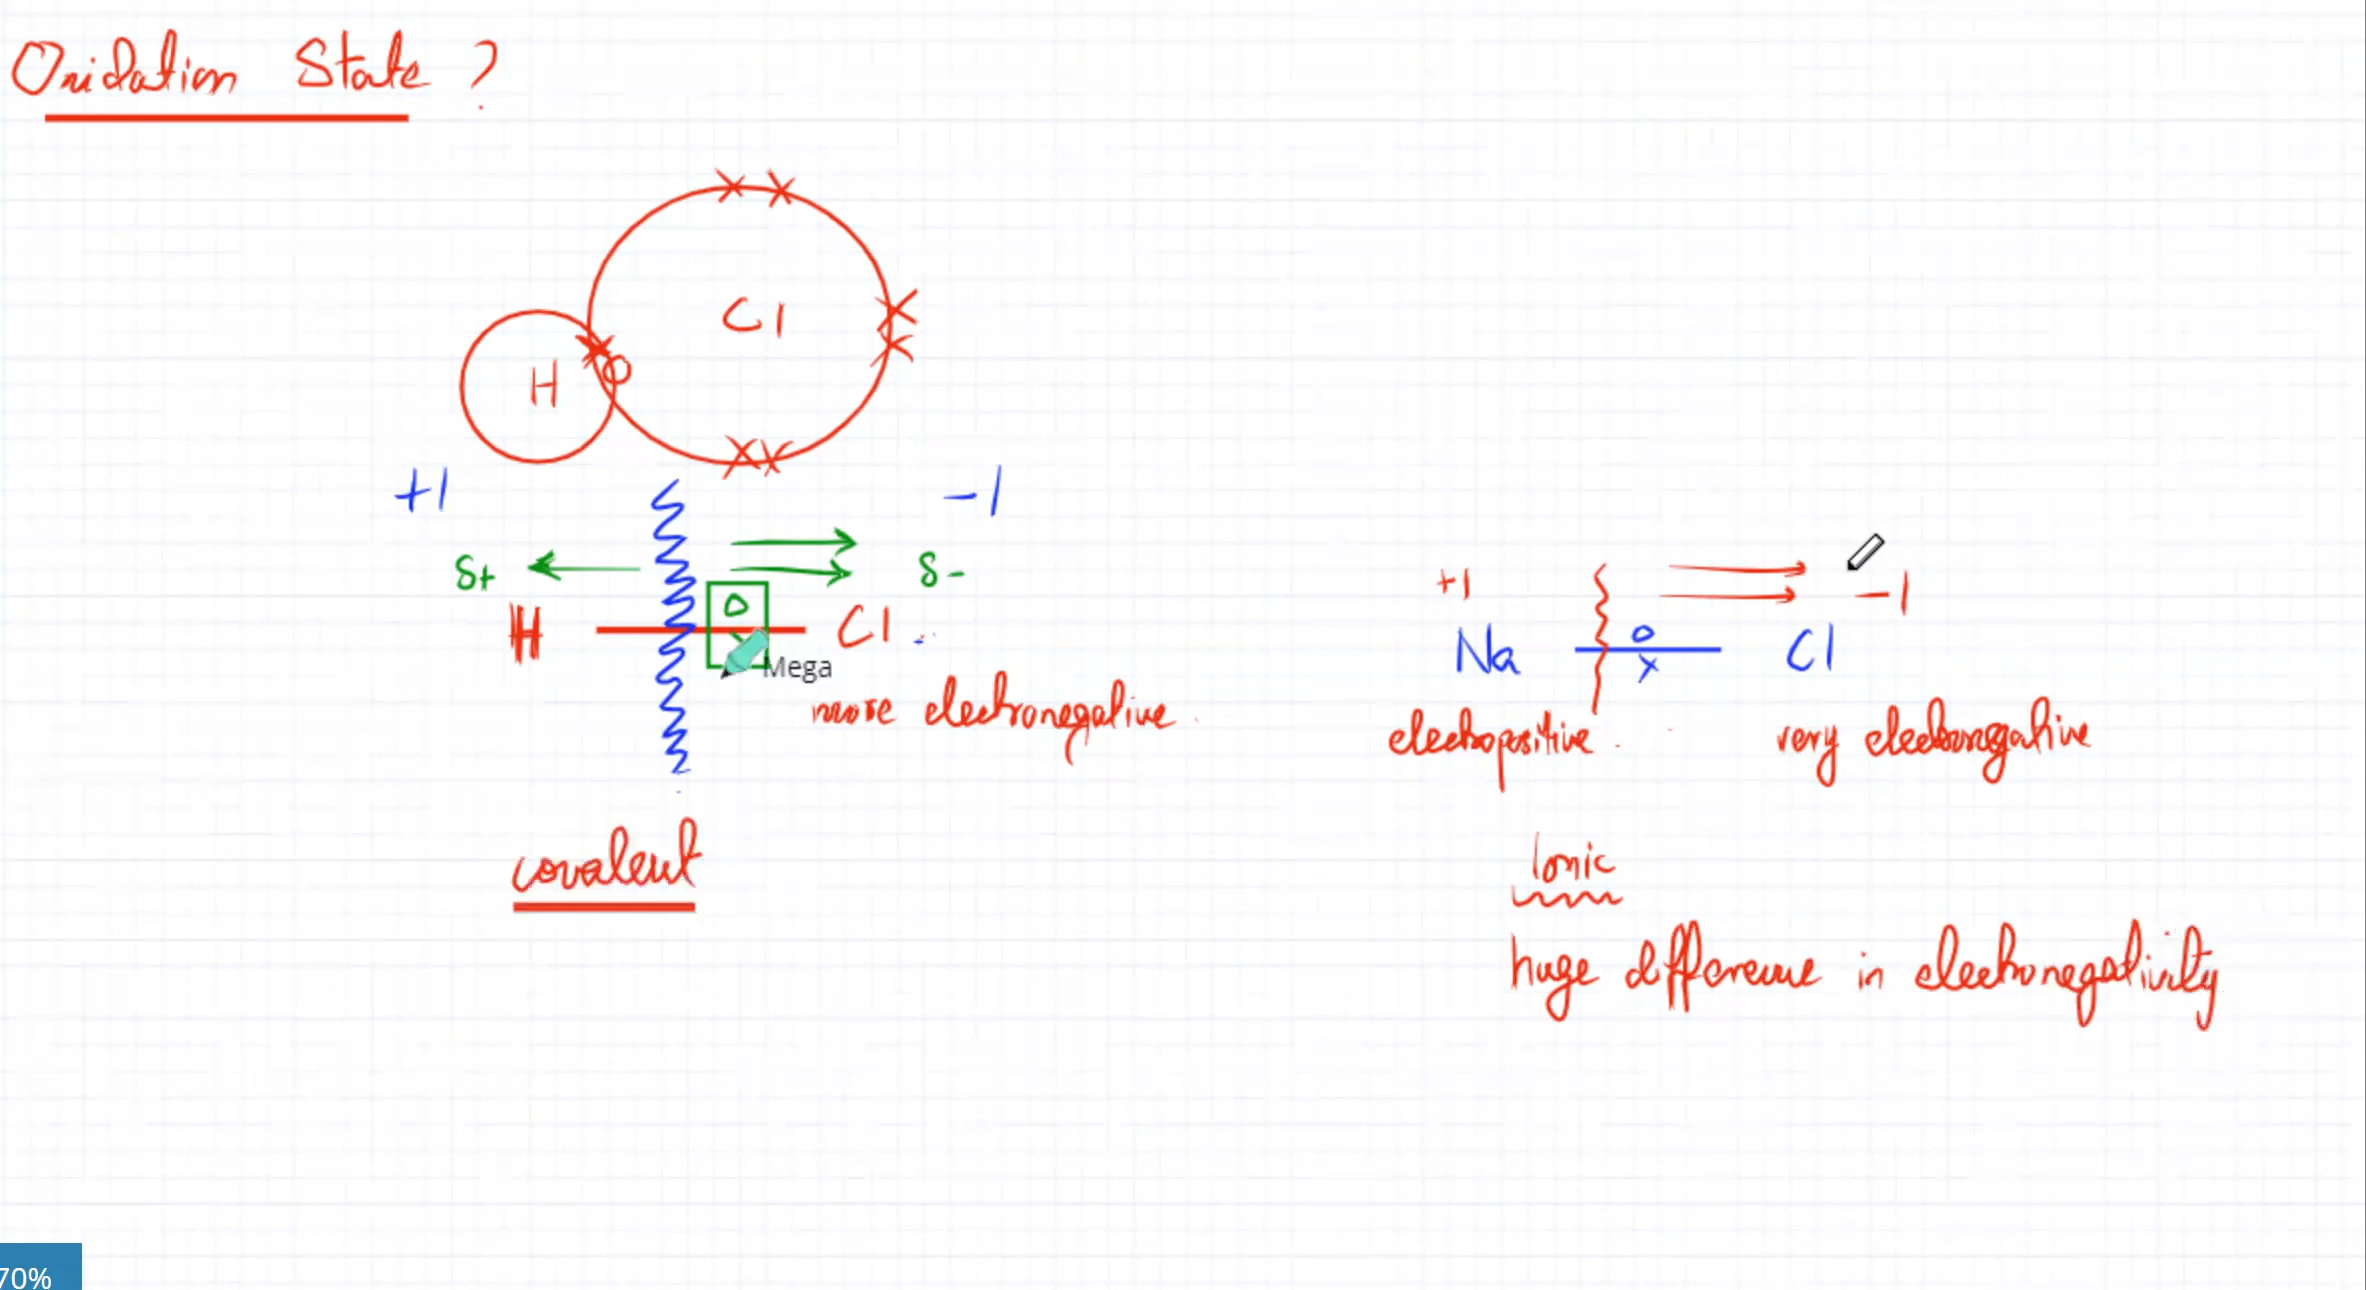 Oxidation State ?
Cl
H
+1
-1
δ+
δ-
H
Cl
Mega
more electronegative
covalent
+1
-1
Na
Cl
electropositive
very electronegative
Ionic
huge difference in electronegativity
70%